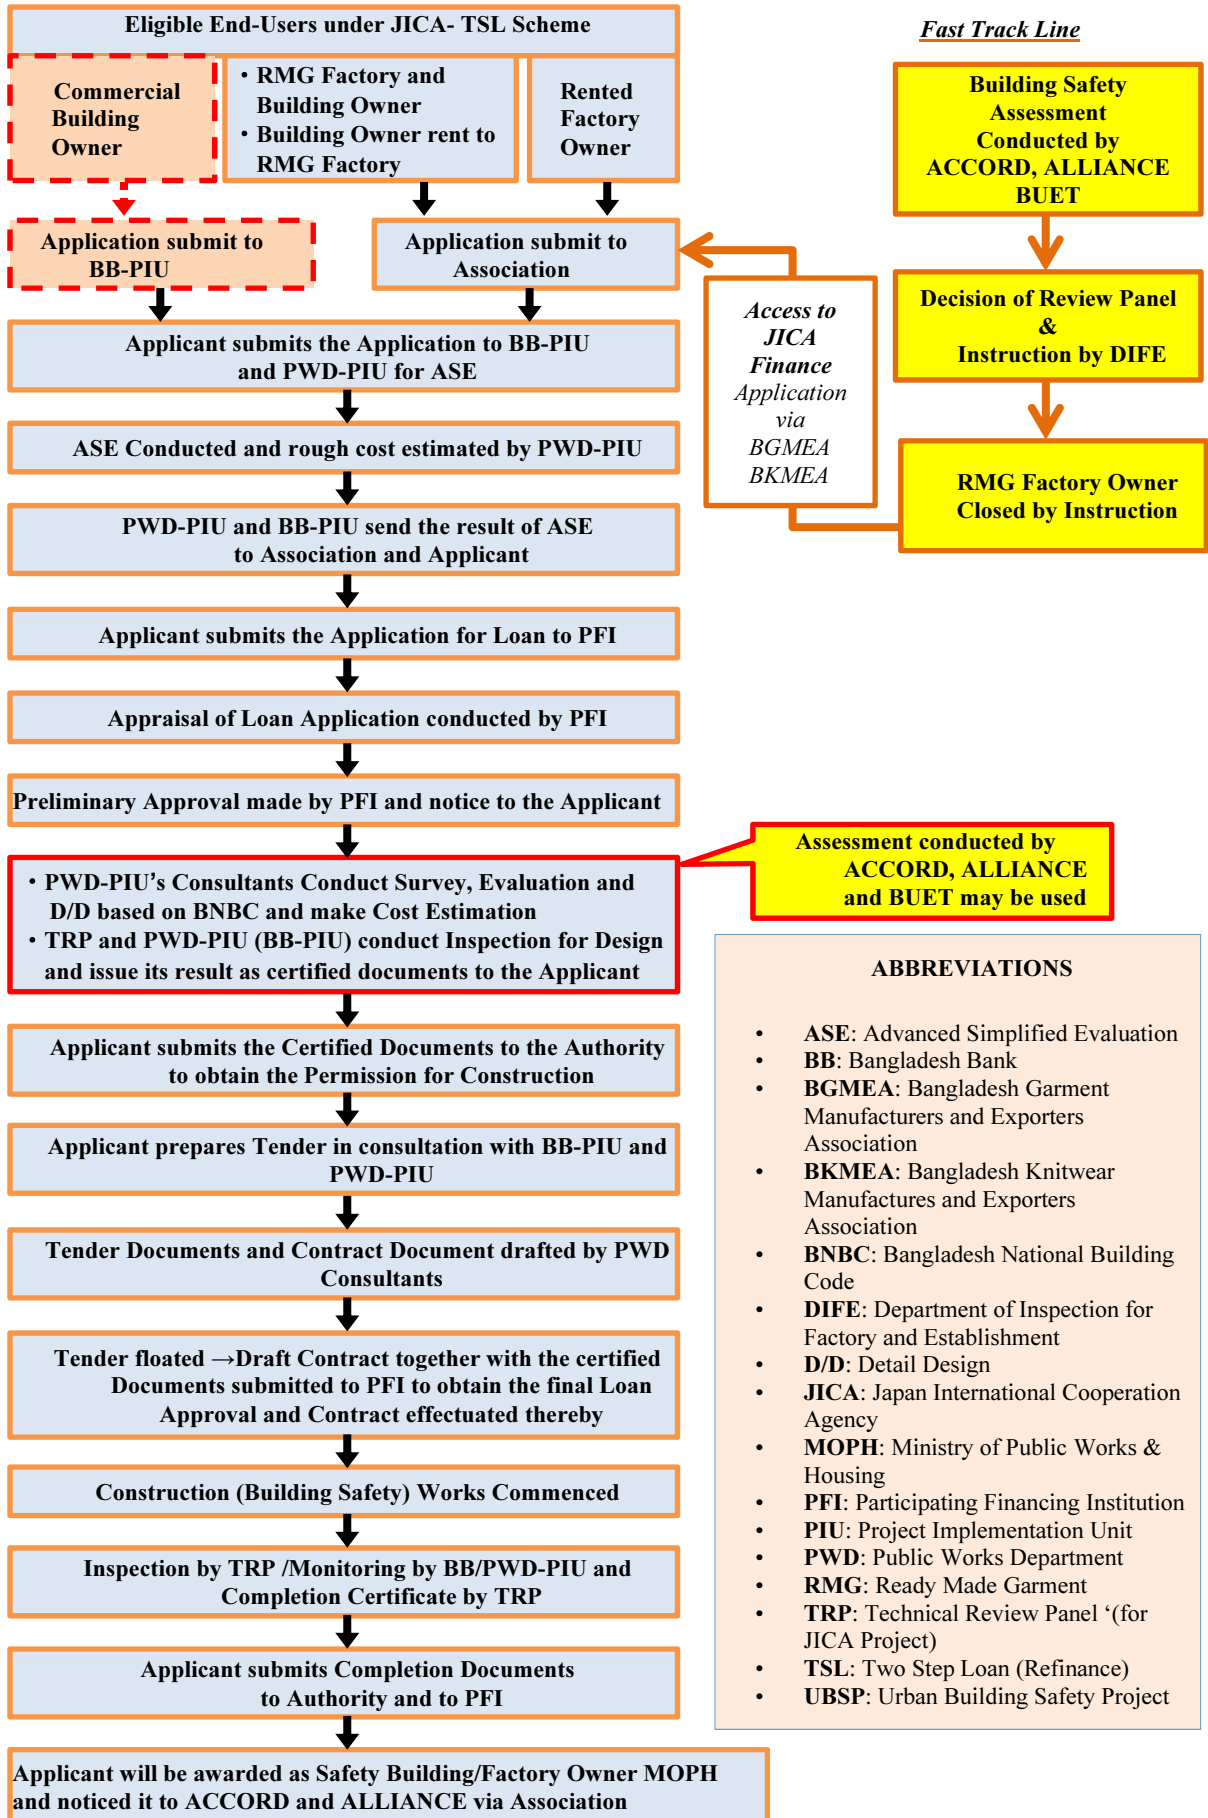 Eligible End-Users under JICA- TSL Scheme
Commercial
Building
Owner
・RMG Factory and
Building Owner
・Building Owner rent to
RMG Factory
Rented
Factory
Owner
Application submit to
BB-PIU
Application submit to
Association
Applicant submits the Application to BB-PIU
and PWD-PIU for ASE
ASE Conducted and rough cost estimated by PWD-PIU
PWD-PIU and BB-PIU send the result of ASE
to Association and Applicant
Applicant submits the Application for Loan to PFI
Appraisal of Loan Application conducted by PFI
Preliminary Approval made by PFI and notice to the Applicant
・PWD-PIU’s Consultants Conduct Survey, Evaluation and
D/D based on BNBC and make Cost Estimation
・TRP and PWD-PIU (BB-PIU) conduct Inspection for Design
and issue its result as certified documents to the Applicant
Applicant submits the Certified Documents to the Authority
to obtain the Permission for Construction
Applicant prepares Tender in consultation with BB-PIU and
PWD-PIU
Tender Documents and Contract Document drafted by PWD
Consultants
Tender floated →Draft Contract together with the certified
Documents submitted to PFI to obtain the final Loan
Approval and Contract effectuated thereby
Construction (Building Safety) Works Commenced
Inspection by TRP /Monitoring by BB/PWD-PIU and
Completion Certificate by TRP
Applicant submits Completion Documents
to Authority and to PFI
Applicant will be awarded as Safety Building/Factory Owner MOPH
and noticed it to ACCORD and ALLIANCE via Association
Fast Track Line
Building Safety
Assessment
Conducted by
ACCORD, ALLIANCE
BUET
Decision of Review Panel
&
Instruction by DIFE
RMG Factory Owner
Closed by Instruction
Access to
JICA
Finance
Application
via
BGMEA
BKMEA
Assessment conducted by
ACCORD, ALLIANCE
and BUET may be used
ABBREVIATIONS
• ASE: Advanced Simplified Evaluation
• BB: Bangladesh Bank
• BGMEA: Bangladesh Garment
Manufacturers and Exporters
Association
• BKMEA: Bangladesh Knitwear
Manufactures and Exporters
Association
• BNBC: Bangladesh National Building
Code
• DIFE: Department of Inspection for
Factory and Establishment
• D/D: Detail Design
• JICA: Japan International Cooperation
Agency
• MOPH: Ministry of Public Works &
Housing
• PFI: Participating Financing Institution
• PIU: Project Implementation Unit
• PWD: Public Works Department
• RMG: Ready Made Garment
• TRP: Technical Review Panel ‘(for
JICA Project)
• TSL: Two Step Loan (Refinance)
• UBSP: Urban Building Safety Project